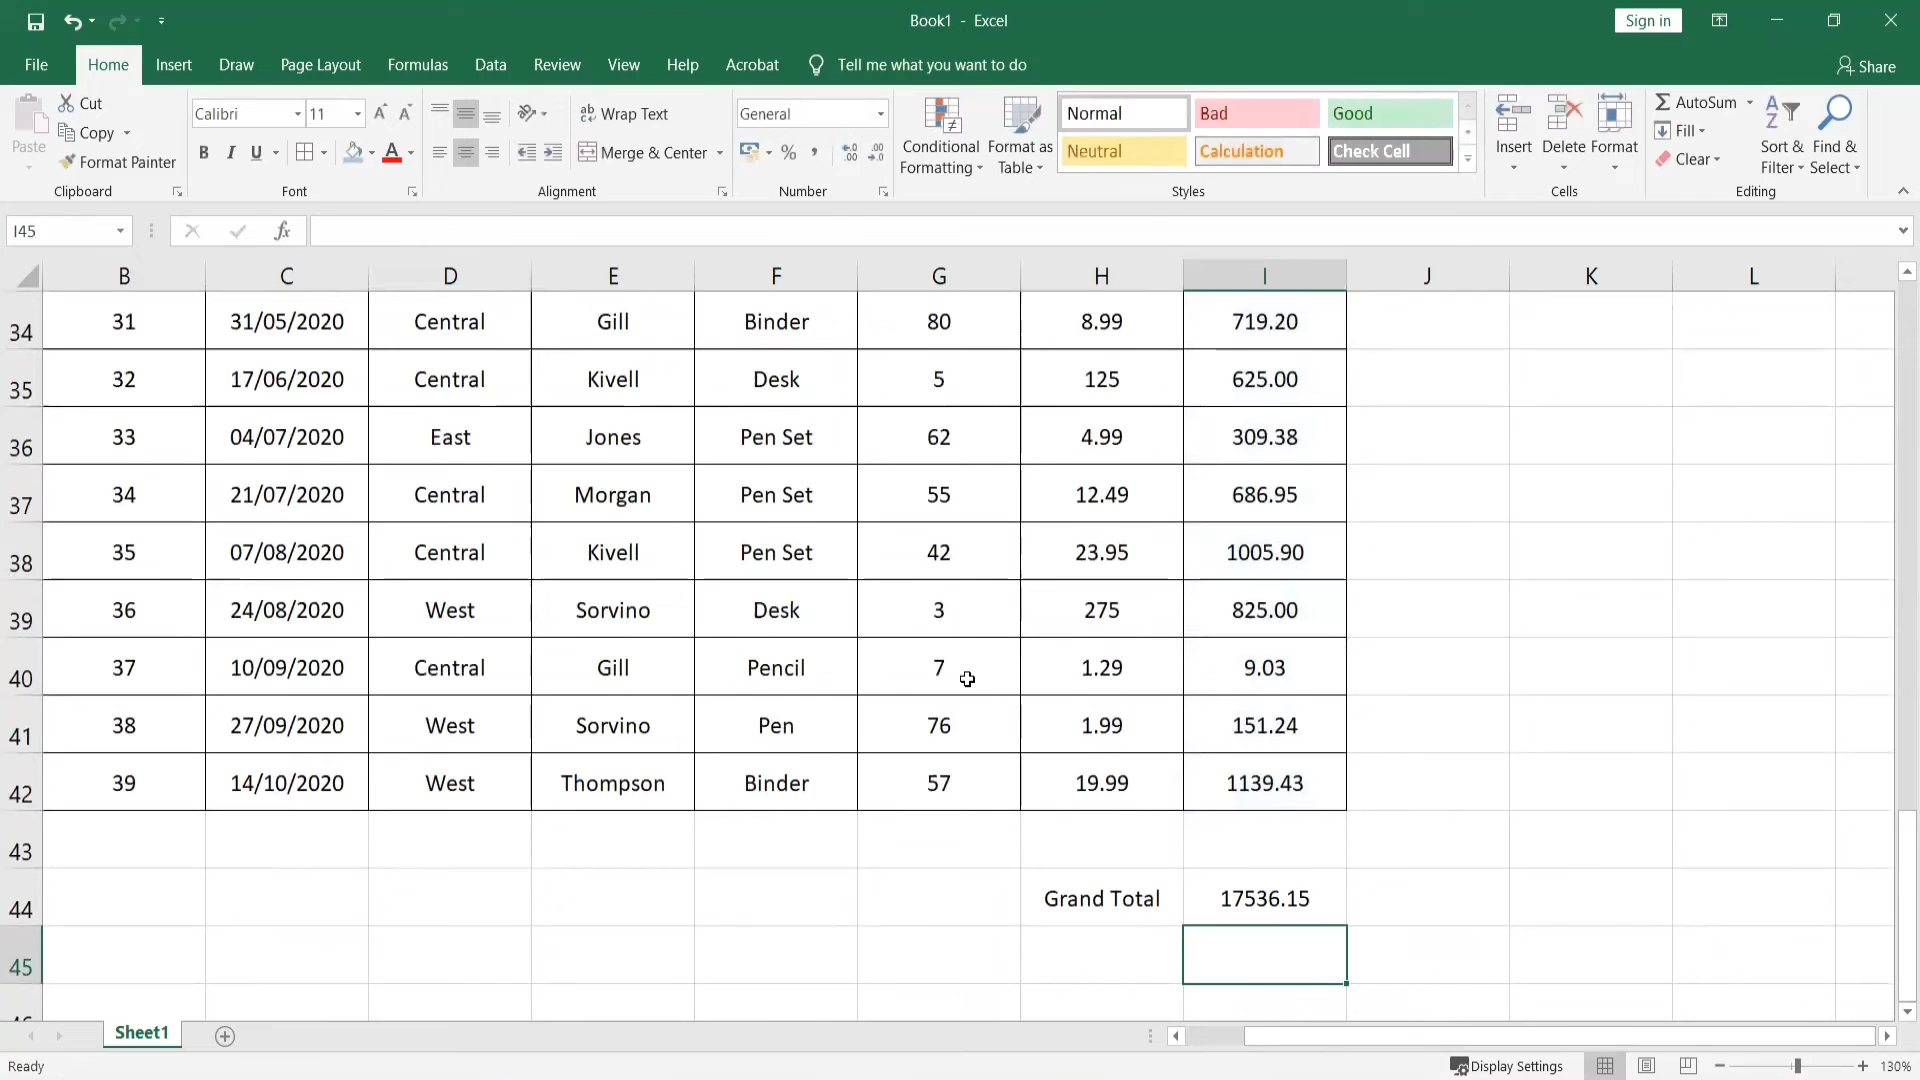 Book1 - Excel
Sign in
File Home Insert Draw Page Layout Formulas Data Review View Help Acrobat Tell me what you want to do Share
Paste
Cut
Copy
Format Painter
Clipboard
Calibri 11
B I U
Font
Wrap Text
Merge & Center
Alignment
General
%
Number
Conditional Formatting
Format as Table
Normal Bad Good
Neutral Calculation Check Cell
Styles
Insert Delete Format
Cells
AutoSum
Fill
Clear
Sort & Filter
Find & Select
Editing
I45 fx
B C D E F G H I J K L
34 31 31/05/2020 Central Gill Binder 80 8.99 719.20
35 32 17/06/2020 Central Kivell Desk 5 125 625.00
36 33 04/07/2020 East Jones Pen Set 62 4.99 309.38
37 34 21/07/2020 Central Morgan Pen Set 55 12.49 686.95
38 35 07/08/2020 Central Kivell Pen Set 42 23.95 1005.90
39 36 24/08/2020 West Sorvino Desk 3 275 825.00
40 37 10/09/2020 Central Gill Pencil 7 1.29 9.03
41 38 27/09/2020 West Sorvino Pen 76 1.99 151.24
42 39 14/10/2020 West Thompson Binder 57 19.99 1139.43
43
44 Grand Total 17536.15
45
Sheet1
Ready Display Settings 130%